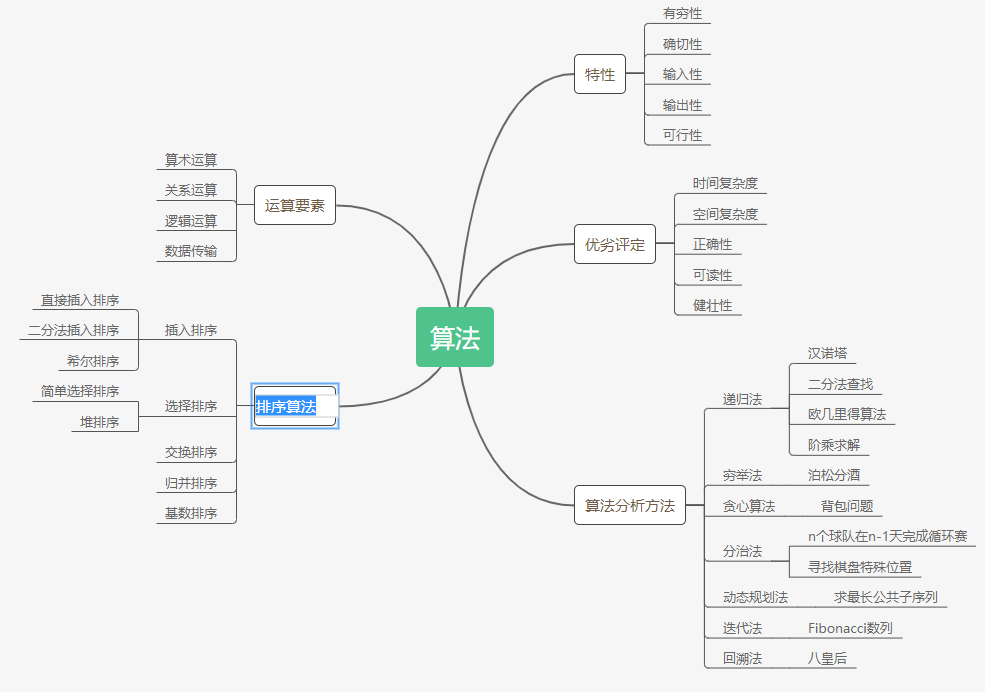 算法
特性
有穷性
确切性
输入性
输出性
可行性
优劣评定
时间复杂度
空间复杂度
正确性
可读性
健壮性
算法分析方法
递归法
汉诺塔
二分法查找
欧几里得算法
阶乘求解
穷举法
泊松分酒
贪心算法
背包问题
分治法
n个球队在n-1天完成循环赛
寻找棋盘特殊位置
动态规划法
求最长公共子序列
迭代法
Fibonacci数列
回溯法
八皇后
运算要素
算术运算
关系运算
逻辑运算
数据传输
排序算法
插入排序
直接插入排序
二分法插入排序
希尔排序
选择排序
简单选择排序
堆排序
交换排序
归并排序
基数排序